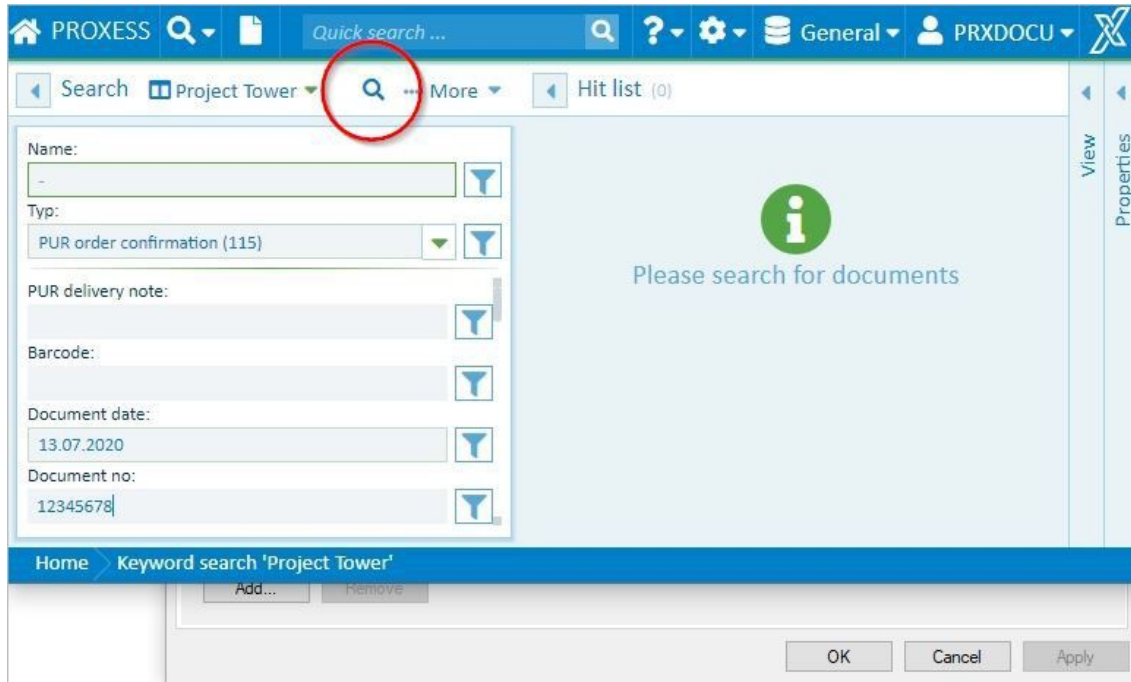 PROXESS Quick search ... ? General PRXDOCU X
Search Project Tower ... More Hit list (0)
Name:
-
Typ:
PUR order confirmation (115)
PUR delivery note:
Barcode:
Document date:
13.07.2020
Document no:
12345678
Please search for documents
View
Properties
Home Keyword search 'Project Tower'
Add... Remove
OK Cancel Apply